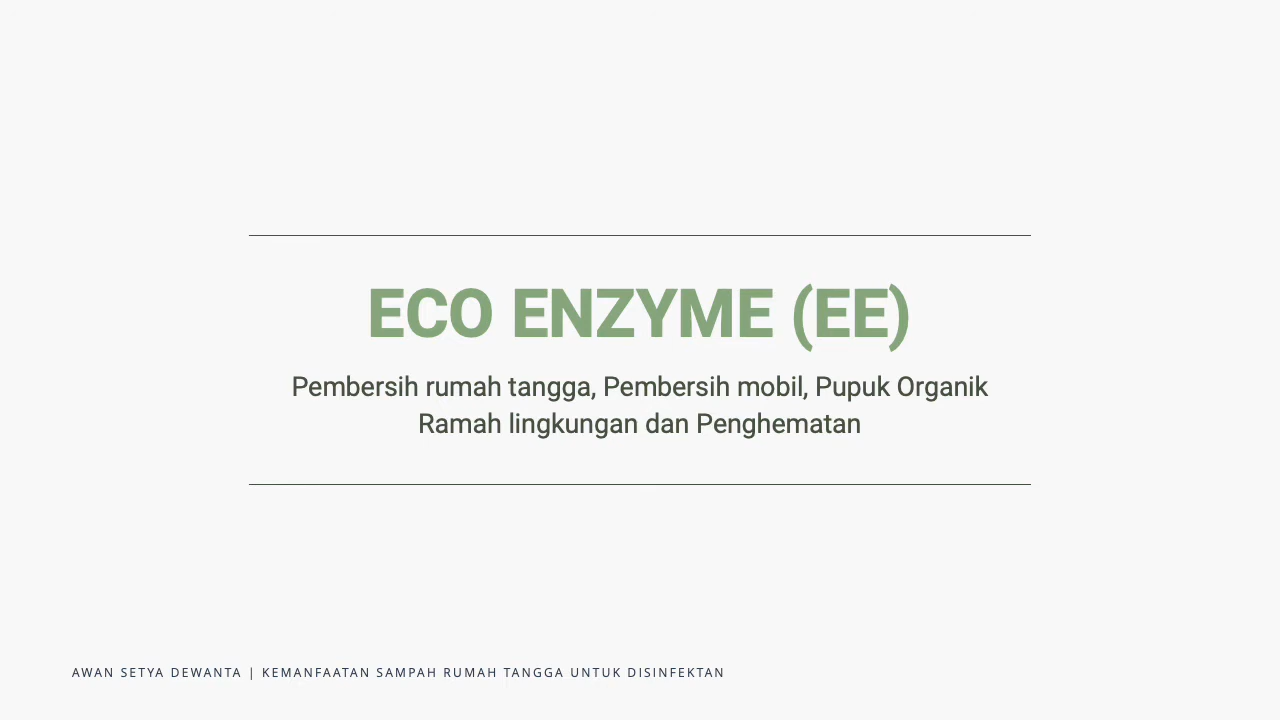 ECO ENZYME (EE)
Pembersih rumah tangga, Pembersih mobil, Pupuk Organik
Ramah lingkungan dan Penghematan
AWAN SETYA DEWANTA | KEMANFAATAN SAMPAH RUMAH TANGGA UNTUK DISINFEKTAN